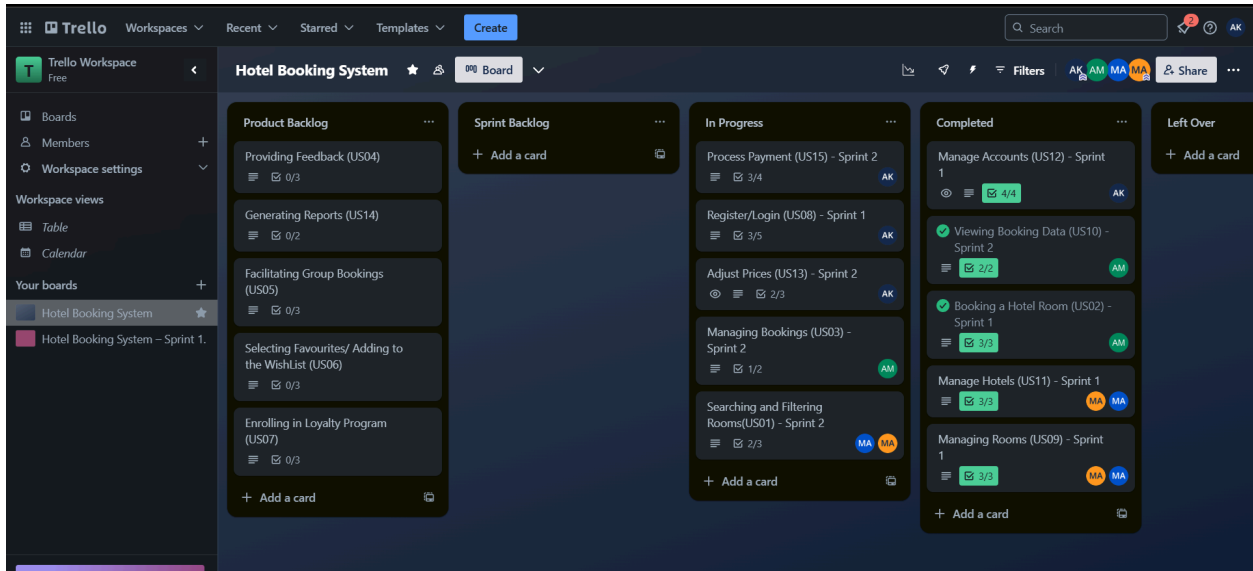 Trello
Workspaces
Recent
Starred
Templates
Create
Search
2
AK
T
Trello Workspace
Free
Hotel Booking System
Board
Filters
AK AM MA MA
Share
Boards
Members
Workspace settings
Workspace views
Table
Calendar
Your boards
Hotel Booking System
Hotel Booking System – Sprint 1.
Product Backlog
Providing Feedback (US04)
0/3
Generating Reports (US14)
0/2
Facilitating Group Bookings
(US05)
0/3
Selecting Favourites/ Adding to
the WishList (US06)
0/3
Enrolling in Loyalty Program
(US07)
0/3
+ Add a card
Sprint Backlog
+ Add a card
In Progress
Process Payment (US15) - Sprint 2
3/4 AK
Register/Login (US08) - Sprint 1
3/5 AK
Adjust Prices (US13) - Sprint 2
2/3 AK
Managing Bookings (US03) -
Sprint 2
1/2 AM
Searching and Filtering
Rooms(US01) - Sprint 2
2/3 MA MA
+ Add a card
Completed
Manage Accounts (US12) - Sprint
1
4/4 AK
Viewing Booking Data (US10) -
Sprint 2
2/2 AM
Booking a Hotel Room (US02) -
Sprint 1
3/3 AM
Manage Hotels (US11) - Sprint 1
3/3 MA MA
Managing Rooms (US09) - Sprint
1
3/3 MA MA
+ Add a card
Left Over
+ Add a card